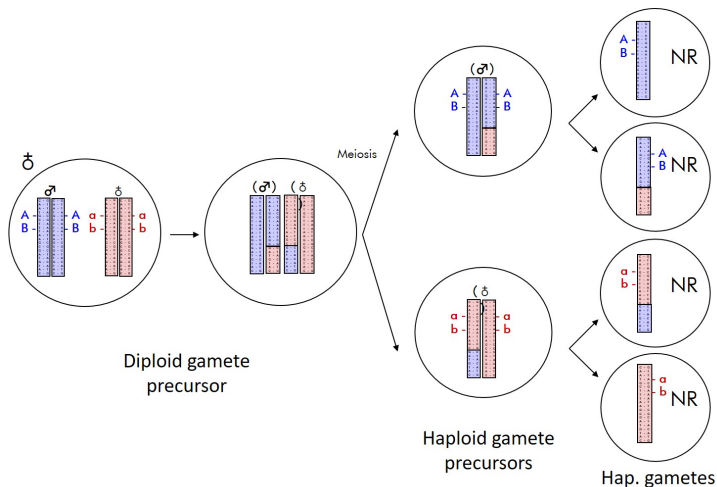 ♁
♂
♁
A
B
A
B
a
b
a
b
Diploid gamete
precursor
(♂)
(♁
)
Meiosis
(♂)
A
B
A
B
(♁
)
a
b
a
b
Haploid gamete
precursors
A
B
NR
A
B
NR
a
b
NR
a
b
NR
Hap. gametes